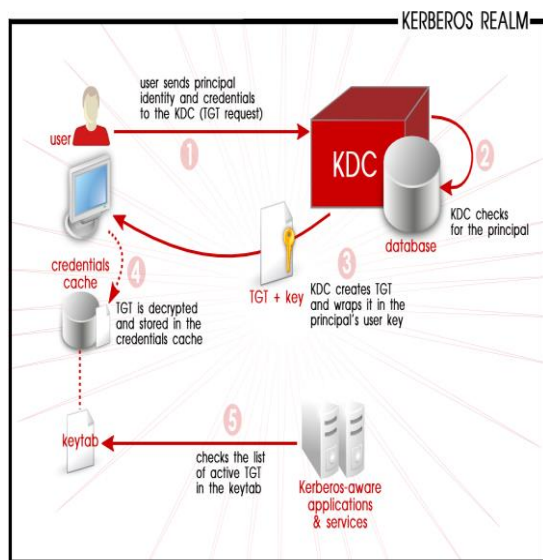 KERBEROS REALM
user sends principal
identity and credentials
to the KDC (TGT request)
user
1
KDC
2
database
KDC checks
for the principal
credentials
cache
4
TGT is decrypted
and stored in the
credentials cache
TGT + key
3
KDC creates TGT
and wraps it in the
principal's user key
keytab
5
checks the list
of active TGT
in the keytab
Kerberos-aware
applications
& services